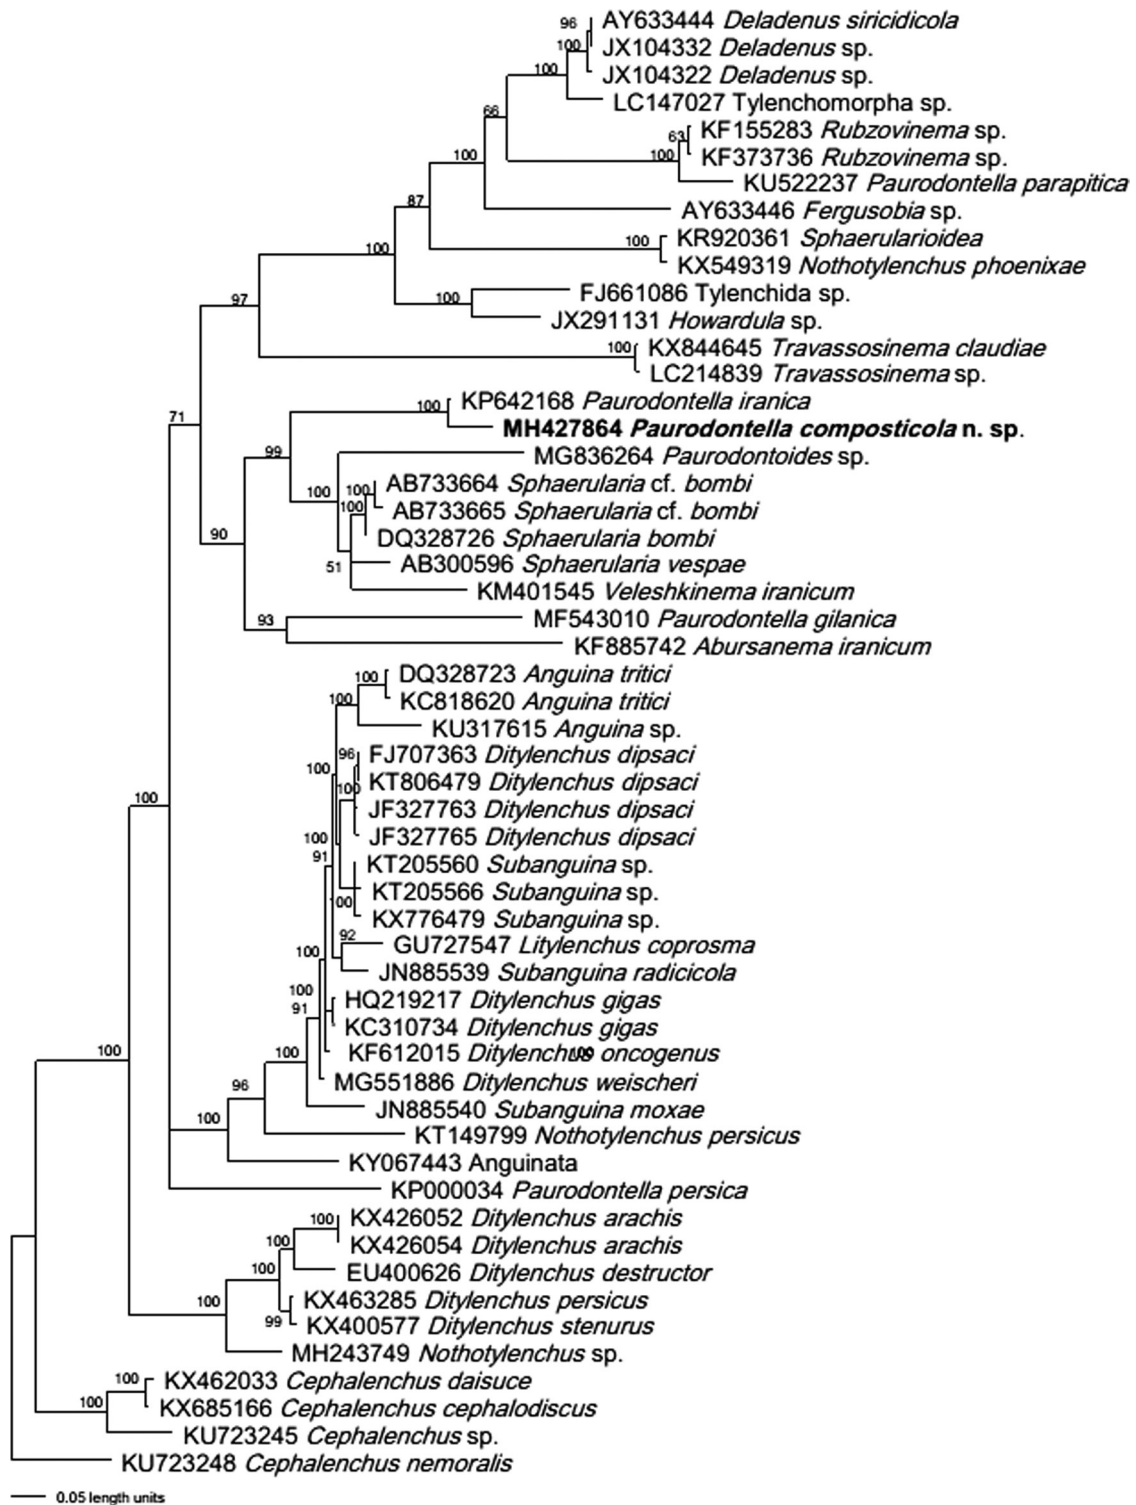 96 AY633444 Deladenus siricidicola
100 JX104332 Deladenus sp.
100 JX104322 Deladenus sp.
LC147027 Tylenchomorpha sp.
66
63 KF155283 Rubzovinema sp.
100 100 KF373736 Rubzovinema sp.
KU522237 Paurodontella parapitica
87 AY633446 Fergusobia sp.
100 100 KR920361 Sphaerularioidea
KX549319 Nothotylenchus phoenixae
97 100 FJ661086 Tylenchida sp.
JX291131 Howardula sp.
100 KX844645 Travassosinema claudiae
LC214839 Travassosinema sp.
71 100 KP642168 Paurodontella iranica
MH427864 Paurodontella composticola n. sp.
99 MG836264 Paurodontoides sp.
100 100 AB733664 Sphaerularia cf. bombi
100 AB733665 Sphaerularia cf. bombi
90 DQ328726 Sphaerularia bombi
51 AB300596 Sphaerularia vespae
KM401545 Veleshkinema iranicum
93 MF543010 Paurodontella gilanica
KF885742 Abursanema iranicum
100 DQ328723 Anguina tritici
100 KC818620 Anguina tritici
KU317615 Anguina sp.
96 FJ707363 Ditylenchus dipsaci
100 100 KT806479 Ditylenchus dipsaci
100 JF327763 Ditylenchus dipsaci
100 JF327765 Ditylenchus dipsaci
91 KT205560 Subanguina sp.
KT205566 Subanguina sp.
00 KX776479 Subanguina sp.
100 92 GU727547 Litylenchus coprosma
JN885539 Subanguina radicicola
100 HQ219217 Ditylenchus gigas
91 KC310734 Ditylenchus gigas
100 KF612015 Ditylenchus oncogenus
100 96 MG551886 Ditylenchus weischeri
100 JN885540 Subanguina moxae
KT149799 Nothotylenchus persicus
KY067443 Anguinata
KP000034 Paurodontella persica
100 KX426052 Ditylenchus arachis
100 KX426054 Ditylenchus arachis
100 EU400626 Ditylenchus destructor
100 KX463285 Ditylenchus persicus
99 KX400577 Ditylenchus stenurus
MH243749 Nothotylenchus sp.
100 KX462033 Cephalenchus daisuce
100 KX685166 Cephalenchus cephalodiscus
KU723245 Cephalenchus sp.
KU723248 Cephalenchus nemoralis
0.05 length units